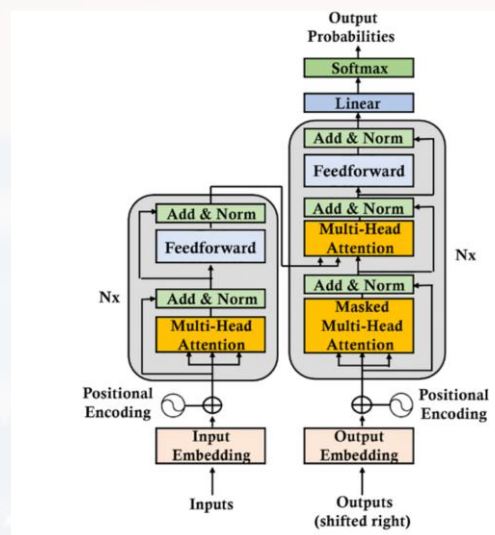 Output
Probabilities
Softmax
Linear
Add & Norm
Feedforward
Add & Norm
Multi-Head
Attention
Nx
Add & Norm
Masked
Multi-Head
Attention
Positional
Encoding
Output
Embedding
Outputs
(shifted right)
Add & Norm
Feedforward
Nx
Add & Norm
Multi-Head
Attention
Positional
Encoding
Input
Embedding
Inputs